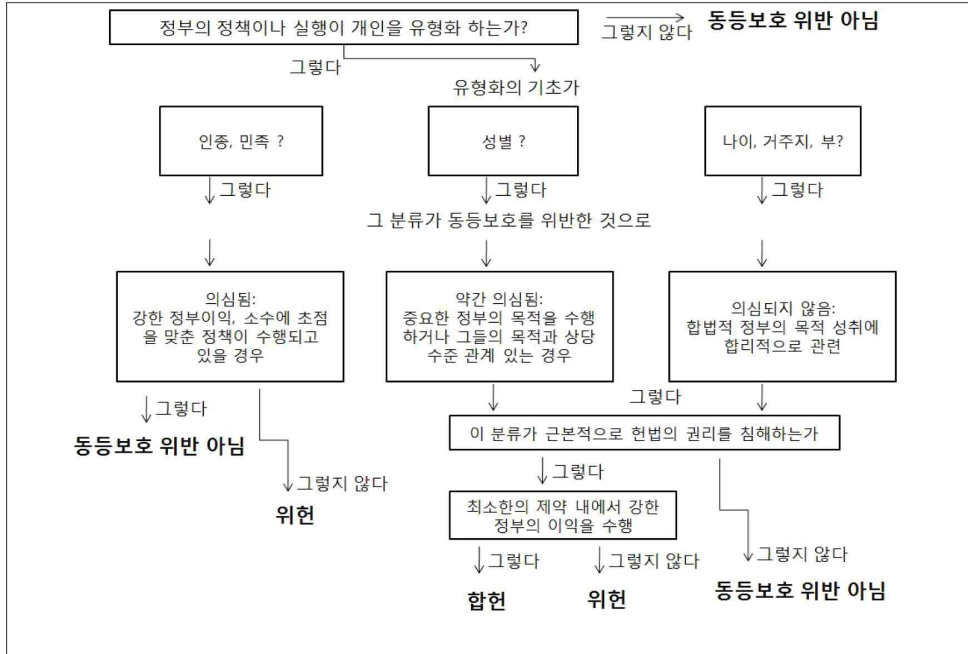 정부의 정책이나 실행이 개인을 유형화 하는가?
그렇지 않다
동등보호 위반 아님
그렇다
유형화의 기초가
인종, 민족 ?
성별 ?
나이, 거주지, 부?
그렇다
그렇다
그렇다
그 분류가 동등보호를 위반한 것으로
의심됨:
강한 정부이익, 소수에 초점
을 맞춘 정책이 수행되고
있을 경우
약간 의심됨:
중요한 정부의 목적을 수행
하거나 그들의 목적과 상당
수준 관계 있는 경우
의심되지 않음:
합법적 정부의 목적 성취에
합리적으로 관련
그렇다
동등보호 위반 아님
그렇지 않다
위헌
그렇다
이 분류가 근본적으로 헌법의 권리를 침해하는가
그렇다
최소한의 제약 내에서 강한
정부의 이익을 수행
그렇다
합헌
그렇지 않다
위헌
그렇지 않다
동등보호 위반 아님